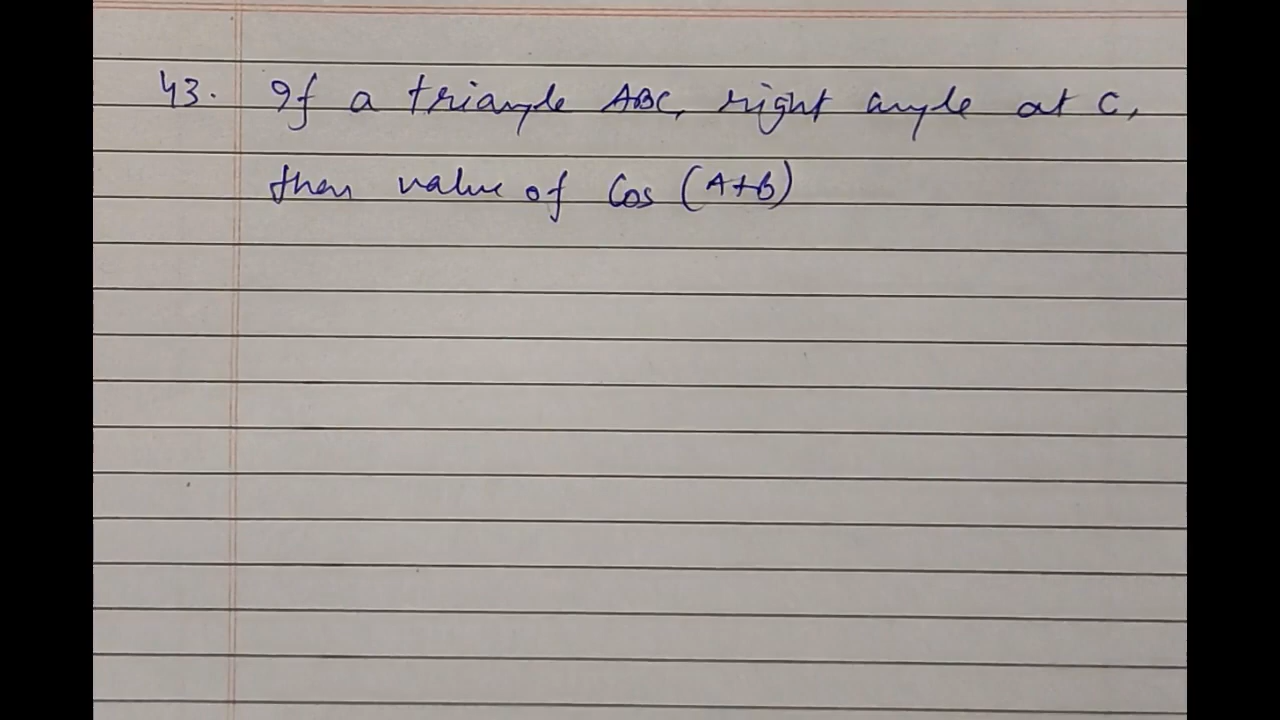 43. If a triangle ABC, right angle at C,
then value of Cos (A+B)